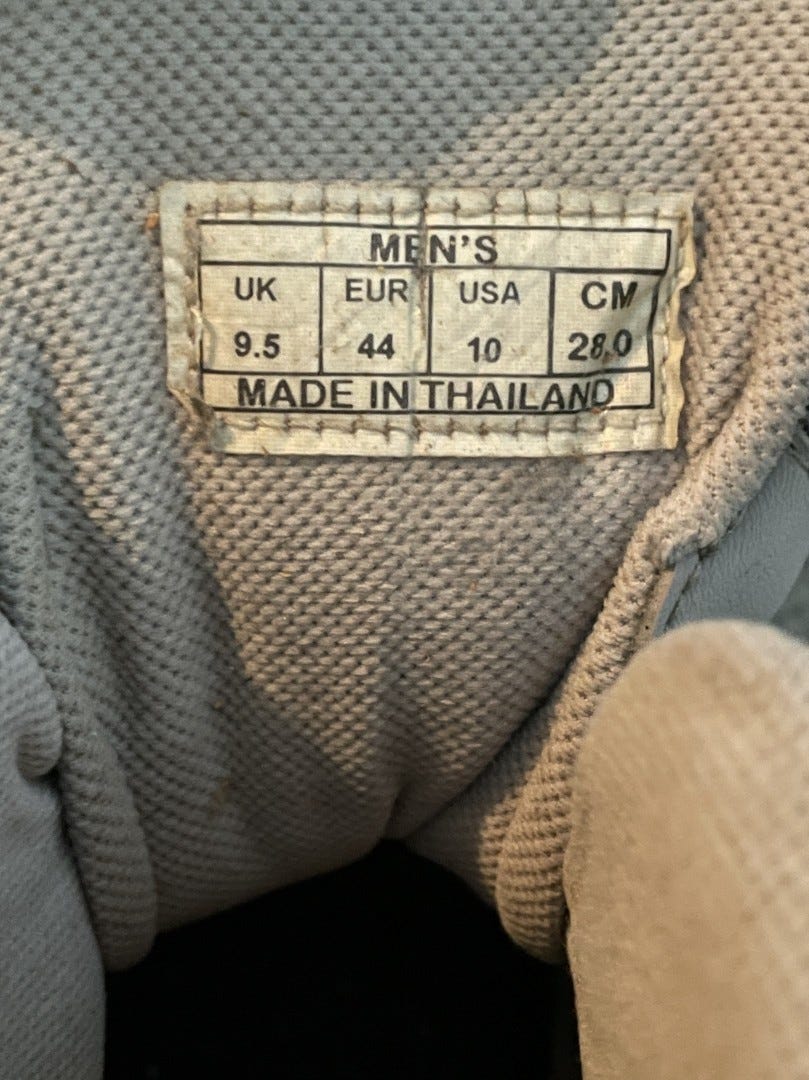 MEN'S
UK EUR USA CM
9.5 44 10 28.0
MADE IN THAILAND